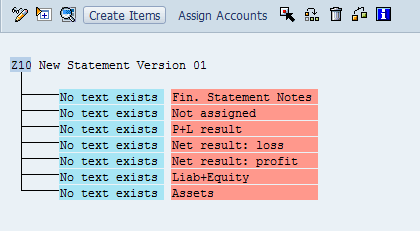 Create Items Assign Accounts
Z10 New Statement Version 01
No text exists Fin. Statement Notes
No text exists Not assigned
No text exists P+L result
No text exists Net result: loss
No text exists Net result: profit
No text exists Liab+Equity
No text exists Assets